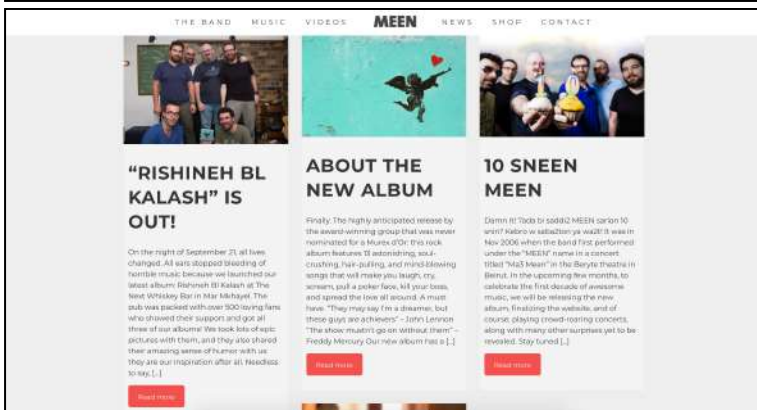 THE BAND MUSIC VIDEOS MEEN NEWS SHOP CONTACT
"RISHINEH BL
KALASH" IS
OUT!
On the night of September 21, all lives
changed. All ears stopped bleeding of
horrible music because we launched our
latest album: Rishineh Bl Kalash at The
Next Whiskey Bar in Mar Mikhayel. The
pub was packed with over 500 loving fans
who showed their support and got all
three of our albums! We took lots of epic
pictures with them, and they also shared
their amazing sense of humor with us
they are our inspiration after all. Needless
to say, [...]
Read more
ABOUT THE
NEW ALBUM
Finally: The highly anticipated release by
the award-winning group that was never
nominated for a Murex d'Or: this rock
album features 13 astonishing, soul-
crushing, hair-pulling, and mind-blowing
songs that will make you laugh, cry,
scream, pull a poker face, kill your boss,
and spread the love all around. A must
have. "They may say I'm a dreamer, but
these guys are achievers" – John Lennon
"The show mustn't go on without them" –
Freddy Mercury Our new album has a [...]
Read more
10 SNEEN
MEEN
Damn it! Tada bi saddi2 MEEN sarlon 10
snin? Kebro w saba2ton ya wa2l! It was in
Nov 2006 when the band first performed
under the "MEEN" name in a concert
titled "Ma3 Meen" in the Beryte theatre in
Beirut. In the upcoming few months, to
celebrate the first decade of awesome
music, we will be releasing the new
album, finalizing the website, and of
course, playing crowd-roaring concerts,
along with many other surprises yet to be
revealed. Stay tuned [...]
Read more